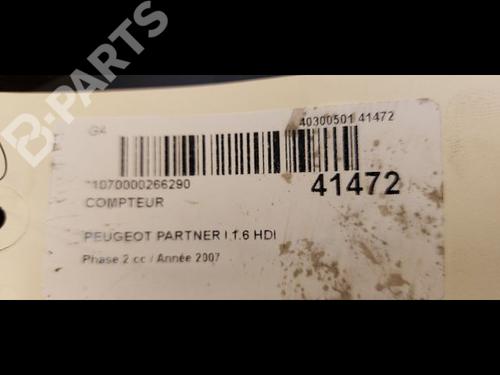 B-PARTS
G4
40300501 41472
*1070000266290
41472
COMPTEUR
PEUGEOT PARTNER I 1.6 HDI
Phase 2 cc / Année 2007